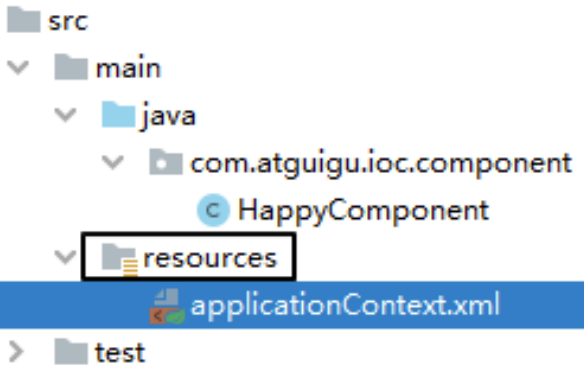 src
main
java
com.atguigu.ioc.component
C HappyComponent
resources
applicationContext.xml
test